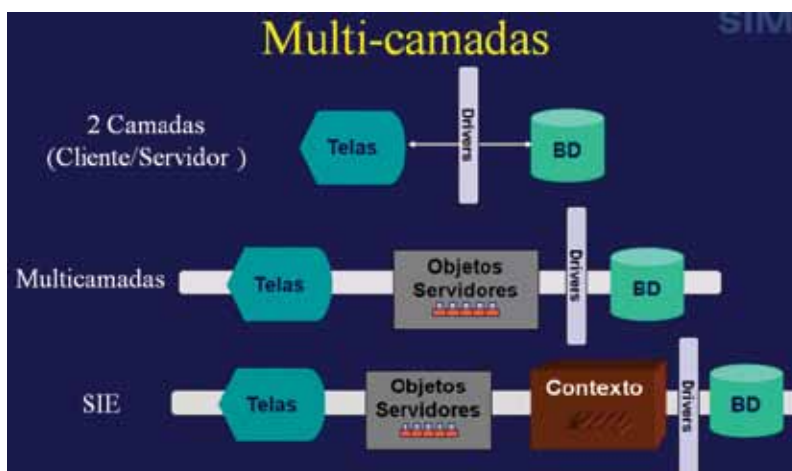 SIM
Multi-camadas
2 Camadas
(Cliente/Servidor )
Telas
Drivers
BD
Multicamadas
Telas
Objetos
Servidores
Drivers
BD
SIE
Telas
Objetos
Servidores
Contexto
Drivers
BD